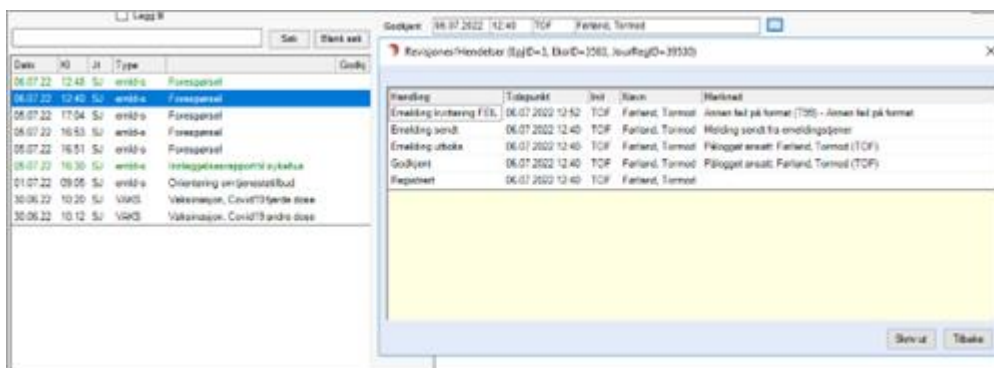 Legg til
Søk Blank søk
Dato Kl Jt Type Godkj
06.07.22 12:48 SJ emld-s Forespørsel
06.07.22 12:40 SJ emld-s Forespørsel
05.07.22 17:04 SJ emld-s Forespørsel
05.07.22 16:53 SJ emld-s Forespørsel
05.07.22 16:51 SJ emld-s Forespørsel
05.07.22 16:30 SJ emld-s Innleggelsesrapport til sykehus
01.07.22 09:05 SJ emld-s Orientering om tjenestetilbud
30.06.22 10:20 SJ VAKS Vaksinasjon, Covid19 fjerde dose
30.06.22 10:12 SJ VAKS Vaksinasjon, Covid19 andre dose
Godkjent 06.07.2022 12:40 TOF Førland, Tormod
Revisjoner/Hendelser (EpjID=3, EkorID=3583, JourRegID=39530)
Handling Tidspunkt Init Navn Merknad
Emelding kvittering FEIL 06.07.2022 12:52 TOF Førland, Tormod Annen feil på format (T99) - Annen feil på format
Emelding sendt 06.07.2022 12:40 TOF Førland, Tormod Melding sendt fra emeldingstjener
Emelding utboks 06.07.2022 12:40 TOF Førland, Tormod Pålogget ansatt: Førland, Tormod (TOF)
Godkjent 06.07.2022 12:40 TOF Førland, Tormod Pålogget ansatt: Førland, Tormod (TOF)
Registrert 06.07.2022 12:40 TOF Førland, Tormod
Skriv ut Tilbake